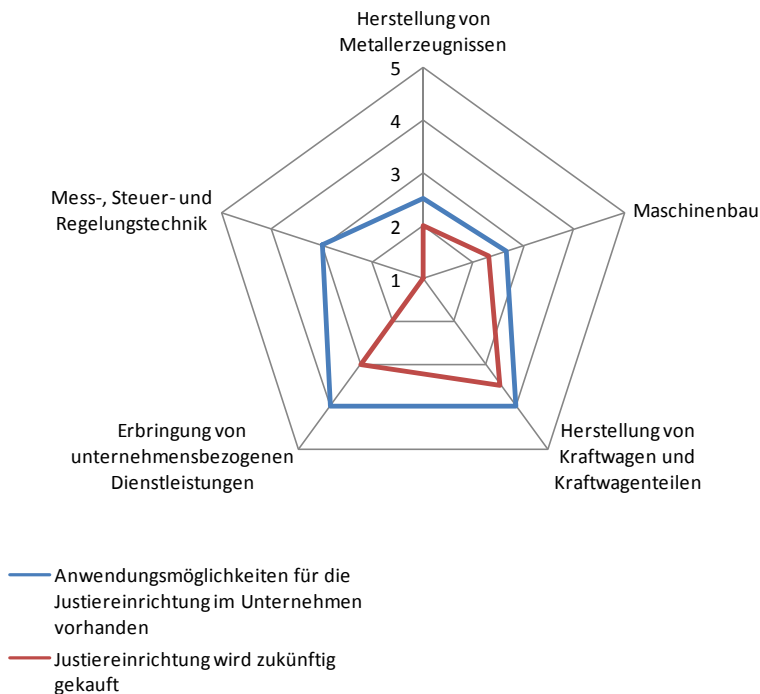 Herstellung von
Metallerzeugnissen
5
4
3
2
1
Maschinenbau
Mess-, Steuer- und
Regelungstechnik
Erbringung von
unternehmensbezogenen
Dienstleistungen
Herstellung von
Kraftwagen und
Kraftwagenteilen
Anwendungsmöglichkeiten für die
Justiereinrichtung im Unternehmen
vorhanden
Justiereinrichtung wird zukünftig
gekauft